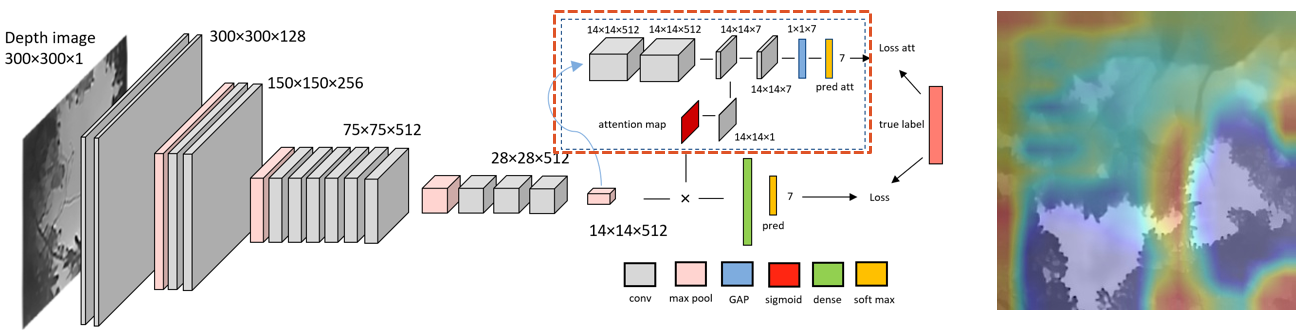 Depth image
300×300×1
300×300×128
150×150×256
75×75×512
28×28×512
14×14×512
14×14×512
14×14×512
14×14×7
1×1×7
7
Loss att
14×14×7
pred att
attention map
14×14×1
true label
×
7
Loss
pred
conv
max pool
GAP
sigmoid
dense
soft max